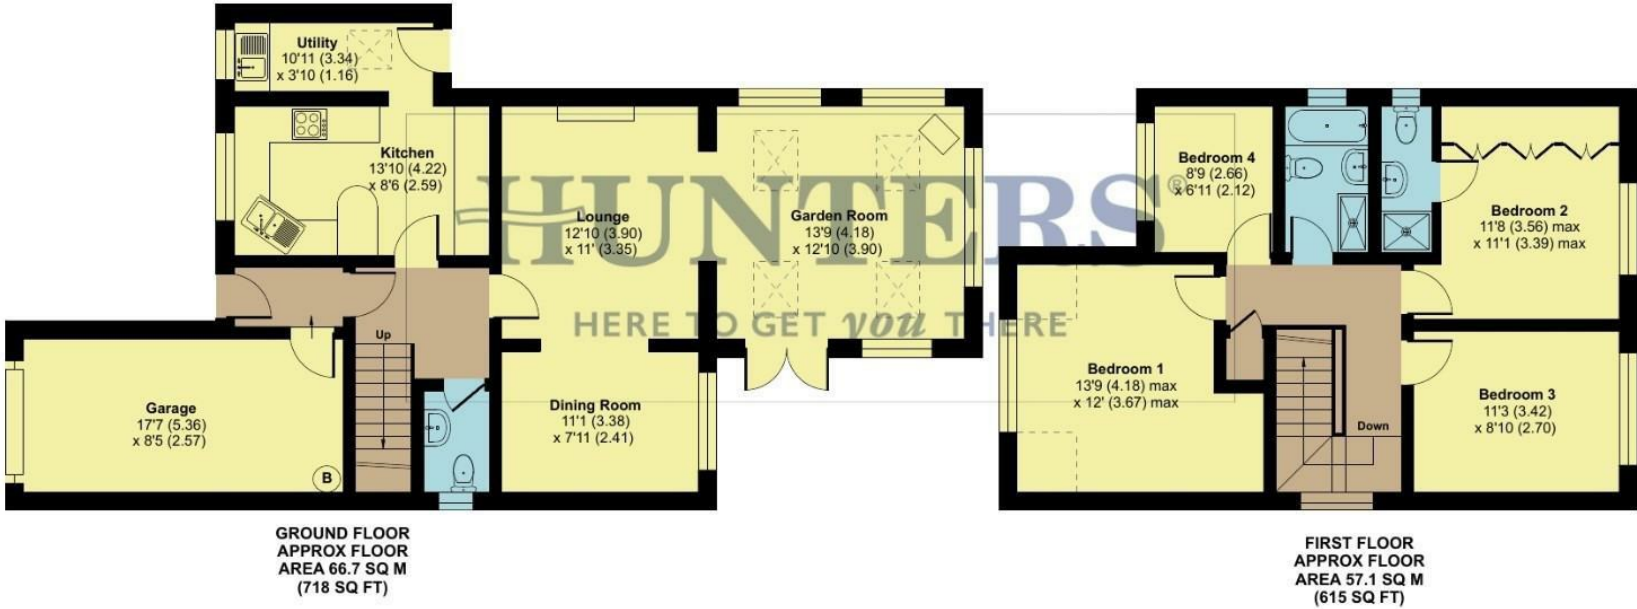 Utility
10'11 (3.34)
x 3'10 (1.16)
Kitchen
13'10 (4.22)
x 8'6 (2.59)
Lounge
12'10 (3.90)
x 11' (3.35)
Garden Room
13'9 (4.18)
x 12'10 (3.90)
HUNTERS®
HERE TO GET you THERE
Up
Garage
17'7 (5.36)
x 8'5 (2.57)
B
Dining Room
11'1 (3.38)
x 7'11 (2.41)
GROUND FLOOR
APPROX FLOOR
AREA 66.7 SQ M
(718 SQ FT)
Bedroom 4
8'9 (2.66)
x 6'11 (2.12)
Bedroom 2
11'8 (3.56) max
x 11'1 (3.39) max
Bedroom 1
13'9 (4.18) max
x 12' (3.67) max
Bedroom 3
11'3 (3.42)
x 8'10 (2.70)
Down
FIRST FLOOR
APPROX FLOOR
AREA 57.1 SQ M
(615 SQ FT)